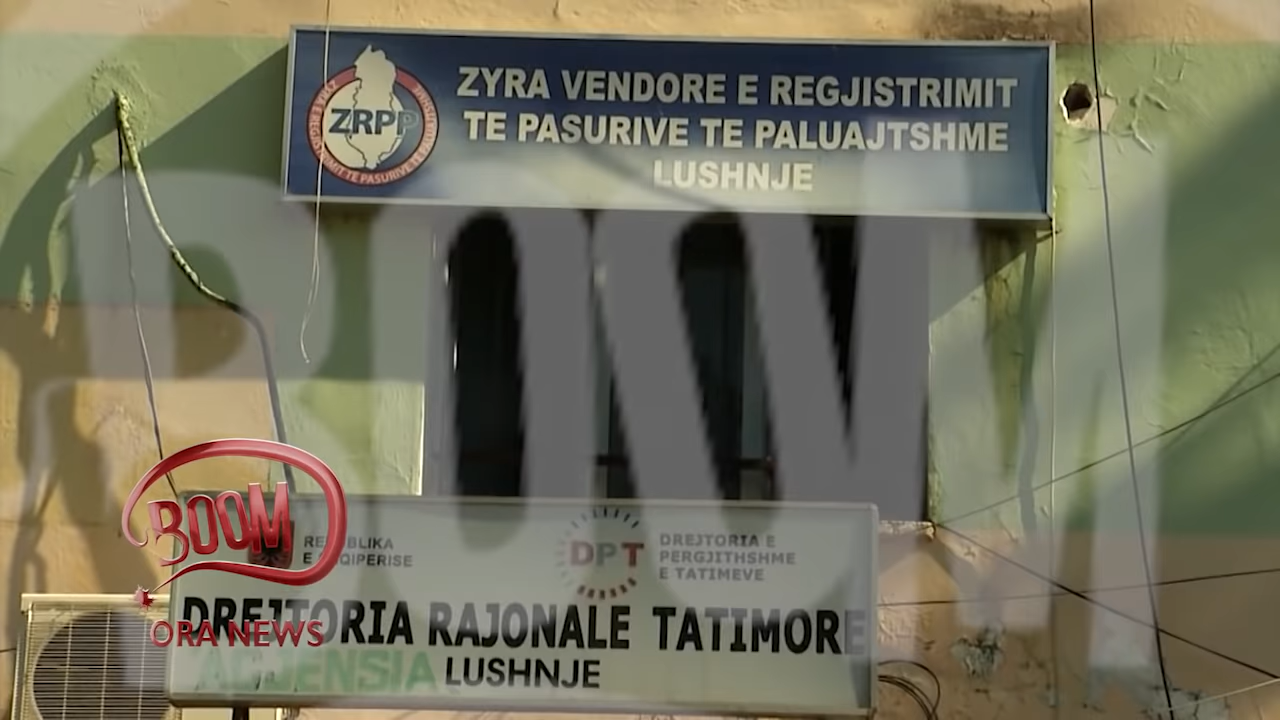 ZYRA VENDORE E REGJISTRIMIT
TE PASURIVE TE PALUAJTSHME
LUSHNJE
ZRPP
BOOM
REPUBLIKA
E SHQIPERISE
DPT
DREJTORIA E
PERGJITHSHME
E TATIMEVE
DREJTORIA RAJONALE TATIMORE
ORA NEWS
AGJENSIA LUSHNJE